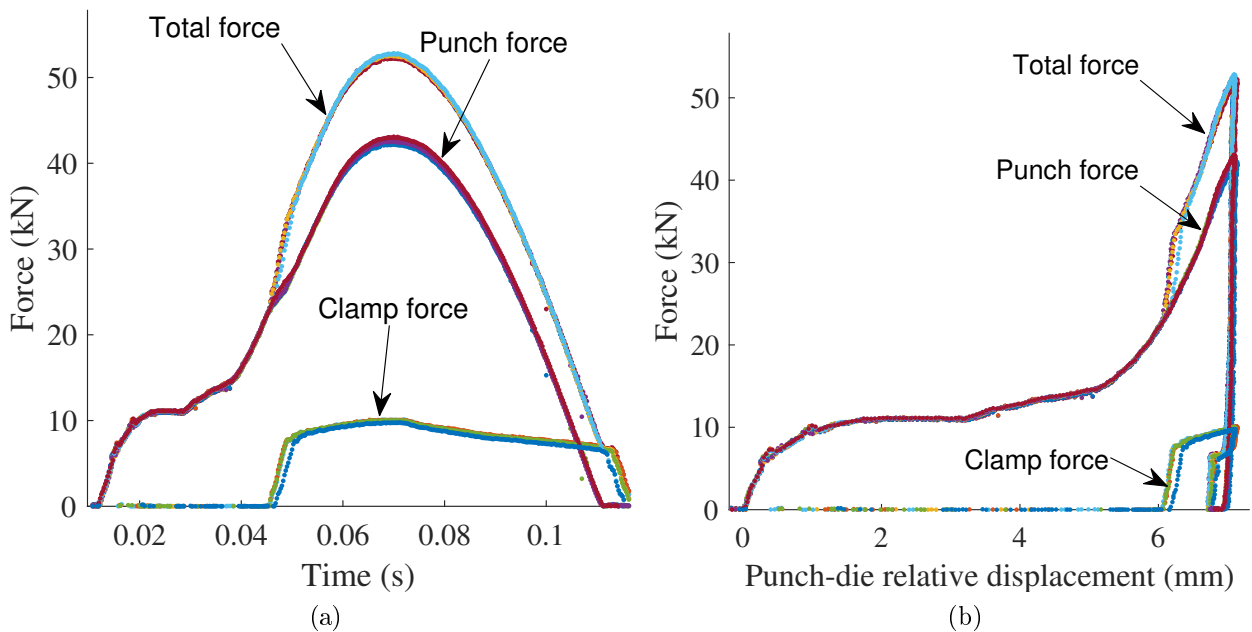 Total force
Punch force
Clamp force
Force (kN)
50
40
30
20
10
0
0.02
0.04
0.06
0.08
0.1
Time (s)
(a)
Total force
Punch force
Clamp force
Force (kN)
50
40
30
20
10
0
0
2
4
6
Punch-die relative displacement (mm)
(b)